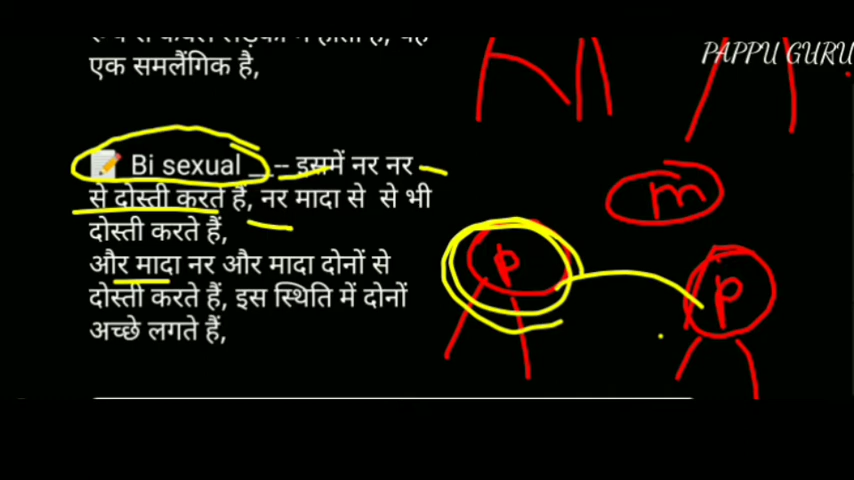 एक समलैंगिक है,
PAPPU GURU
📝 Bi sexual __-- इसमें नर नर
से दोस्ती करते हैं, नर मादा से से भी
दोस्ती करते हैं,
और मादा नर और मादा दोनों से
दोस्ती करते हैं, इस स्थिति में दोनों
अच्छे लगते हैं,
m
p
p